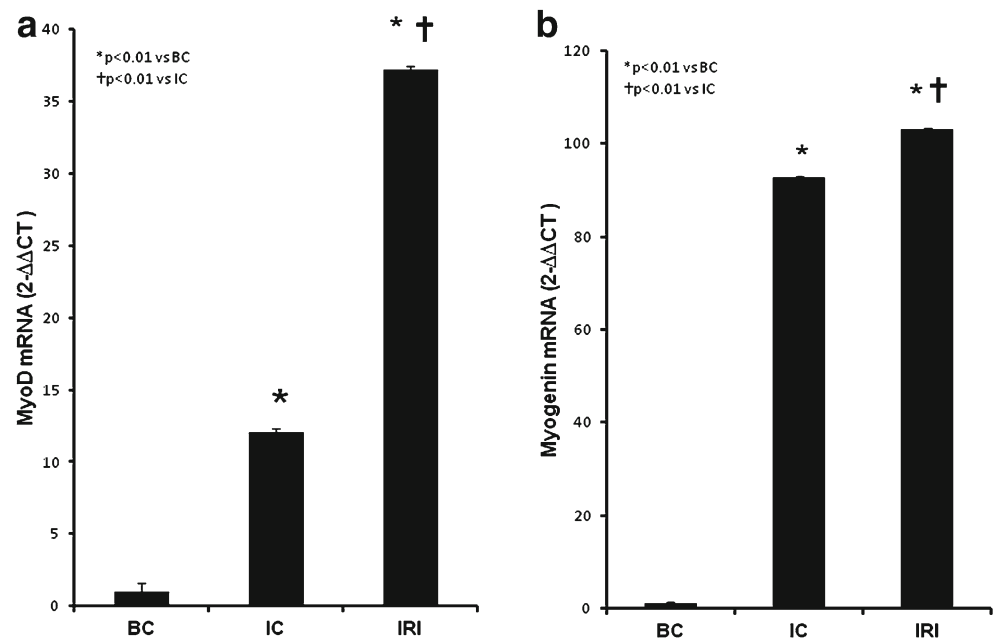 a
MyoD mRNA (2-ΔΔCT )
40
35
30
25
20
15
10
5
0
*p<0.01 vs BC
†p<0.01 vs IC
*
* †
BC IC IRI
b
Myogenin mRNA (2-ΔΔCT )
120
100
80
60
40
20
0
*p<0.01 vs BC
†p<0.01 vs IC
*
* †
BC IC IRI